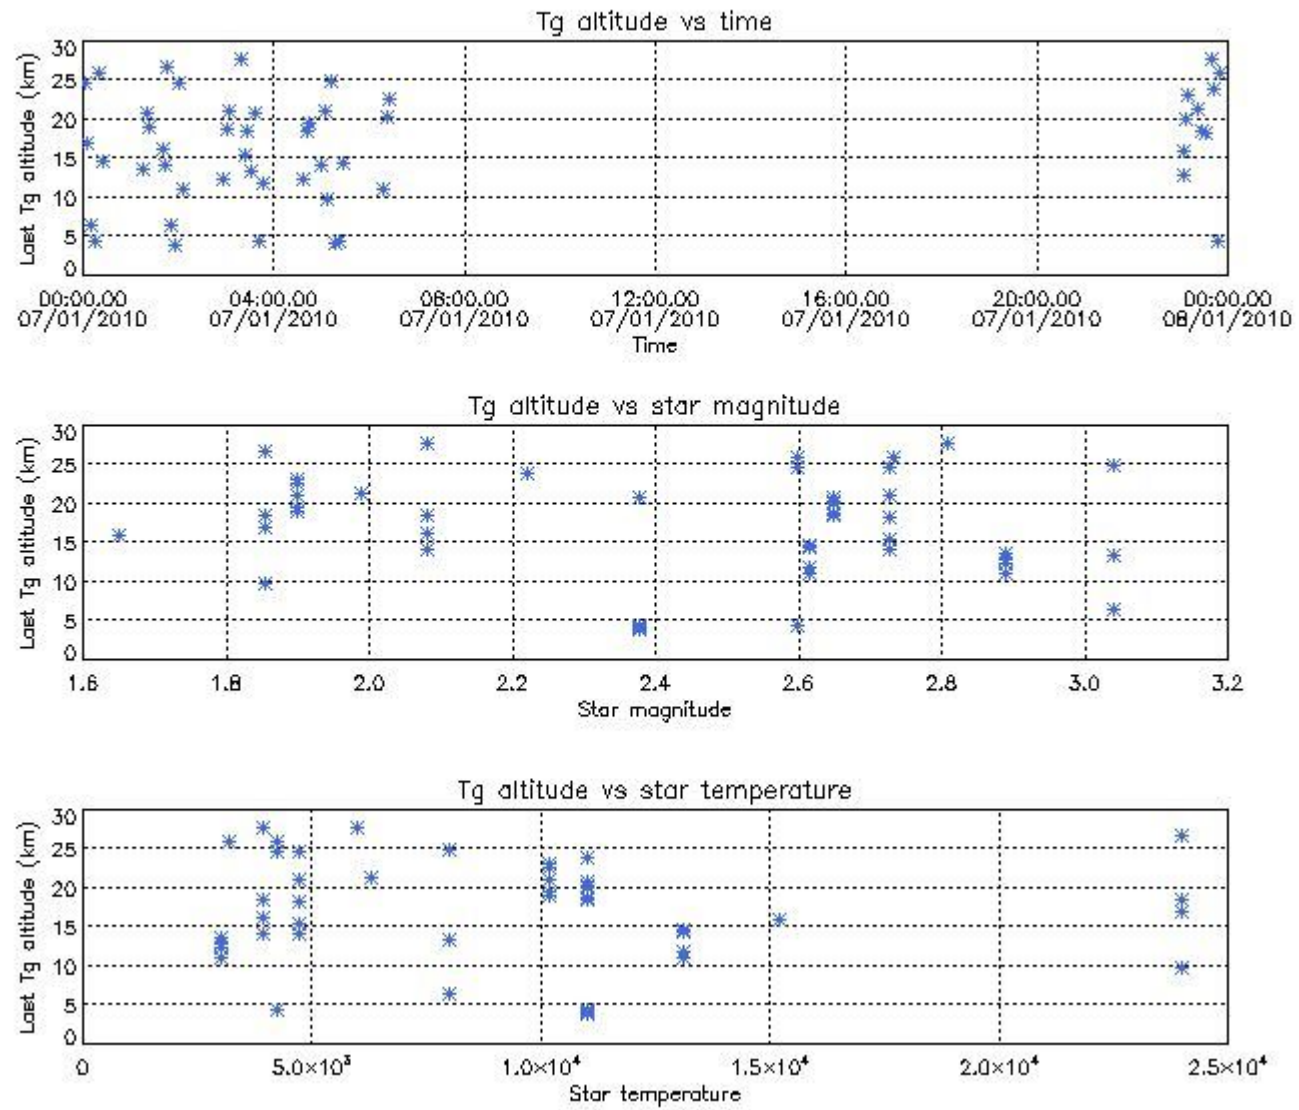 Tg altitude vs time
Last Tg altitude (km)
30
25
20
15
10
5
0
00:00.00 04:00.00 08:00.00 12:00.00 16:00.00 20:00.00 00:00.00
07/01/2010 07/01/2010 07/01/2010 07/01/2010 07/01/2010 07/01/2010 08/01/2010
Time
Tg altitude vs star magnitude
Last Tg altitude (km)
30
25
20
15
10
5
0
1.6 1.8 2.0 2.2 2.4 2.6 2.8 3.0 3.2
Star magnitude
Tg altitude vs star temperature
Last Tg altitude (km)
30
25
20
15
10
5
0
0 5.0×10³ 1.0×10⁴ 1.5×10⁴ 2.0×10⁴ 2.5×10⁴
Star temperature